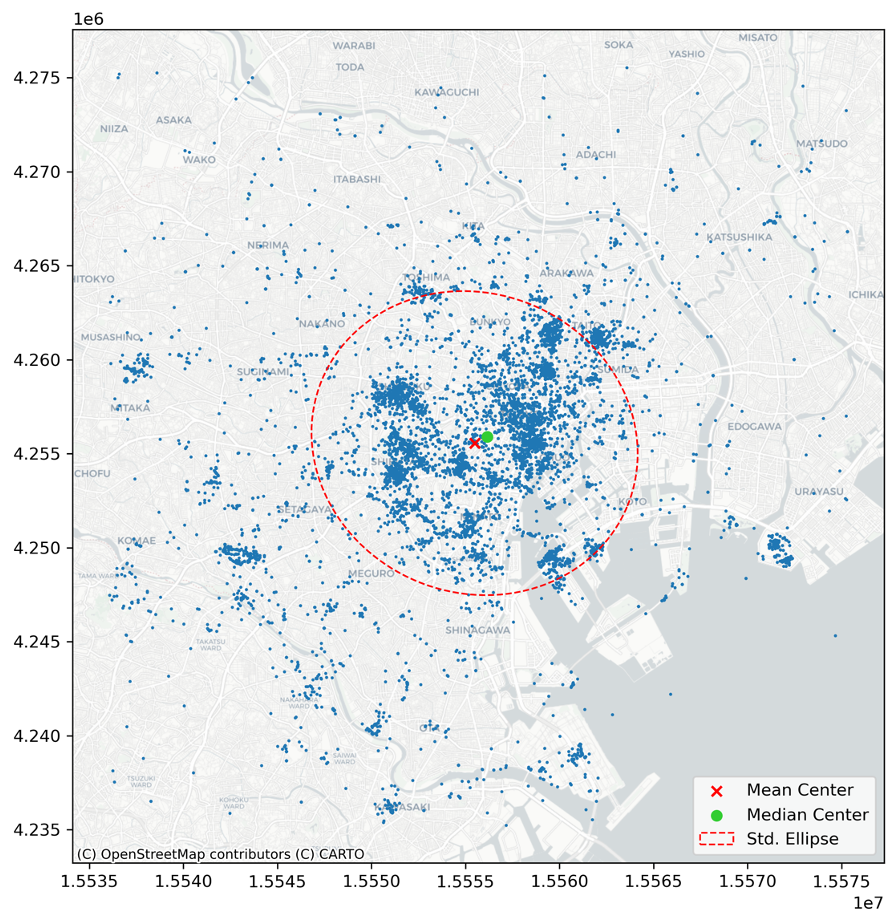 1e6
4.275
4.270
4.265
4.260
4.255
4.250
4.245
4.240
4.235
WARABI
TODA
SOKA
MISATO
YASHIO
KAWAGUCHI
NIIZA
ASAKA
WAKO
ADACHI
MATSUDO
ITABASHI
KITA
NERIMA
KATSUSHIKA
HITOKYO
TOSHIMA
ARAKAWA
ICHIKA
NAKANO
BUNKYO
MUSASHINO
SUGINAMI
SUMIDA
MITAKA
EDOGAWA
CHOFU
URAYASU
KOTO
SETAGAYA
KOMAE
TAMA WARD
MEGURO
SHINAGAWA
TAKATSU
WARD
NAKAHARA
WARD
OTA
SAIWAI
WARD
TSUZUKI
WARD
KOHOKU
WARD
KAWASAKI
Mean Center
Median Center
Std. Ellipse
(C) OpenStreetMap contributors (C) CARTO
1.5535
1.5540
1.5545
1.5550
1.5555
1.5560
1.5565
1.5570
1.5575
1e7